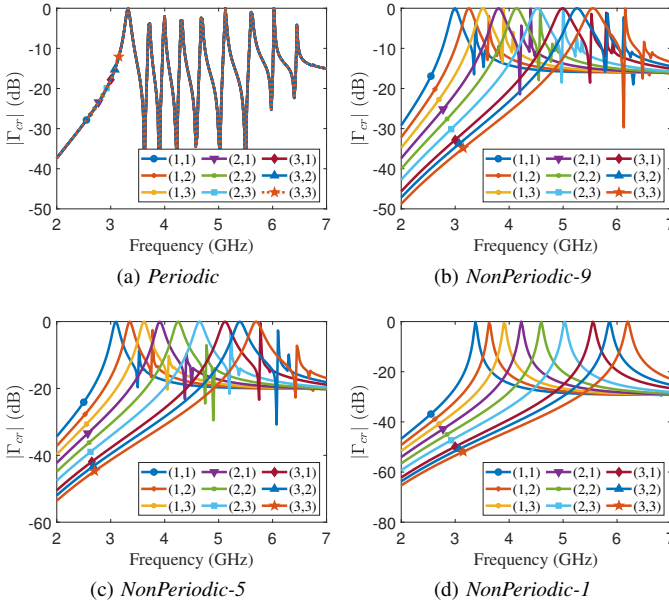 0
-10
-20
-30
-40
-50
|Γcr| (dB)
(1,1) (2,1) (3,1)
(1,2) (2,2) (3,2)
(1,3) (2,3) (3,3)
2 3 4 5 6 7
Frequency (GHz)
(a) Periodic
0
-10
-20
-30
-40
-50
|Γcr| (dB)
(1,1) (2,1) (3,1)
(1,2) (2,2) (3,2)
(1,3) (2,3) (3,3)
2 3 4 5 6 7
Frequency (GHz)
(b) NonPeriodic-9
0
-20
-40
-60
|Γcr| (dB)
(1,1) (2,1) (3,1)
(1,2) (2,2) (3,2)
(1,3) (2,3) (3,3)
2 3 4 5 6 7
Frequency (GHz)
(c) NonPeriodic-5
0
-20
-40
-60
-80
|Γcr| (dB)
(1,1) (2,1) (3,1)
(1,2) (2,2) (3,2)
(1,3) (2,3) (3,3)
2 3 4 5 6 7
Frequency (GHz)
(d) NonPeriodic-1